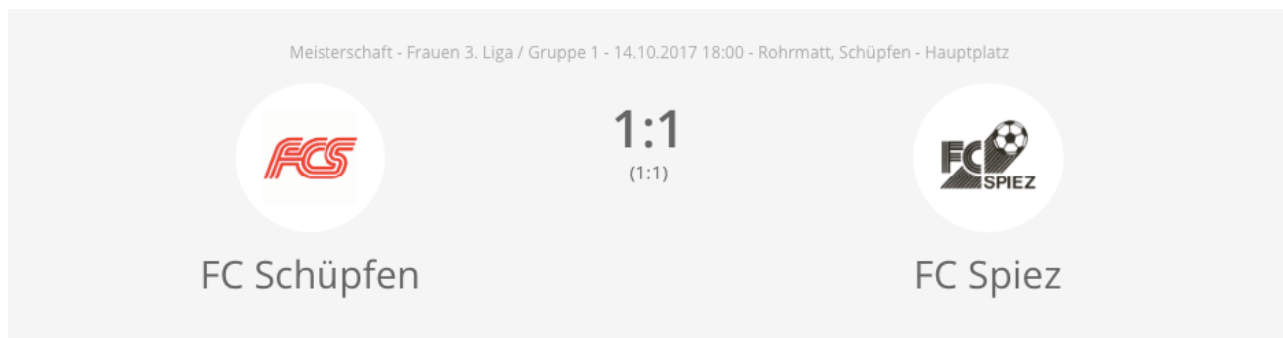 Meisterschaft - Frauen 3. Liga / Gruppe 1 - 14.10.2017 18:00 - Rohrmatt, Schüpfen - Hauptplatz
FCS
1:1
(1:1)
FC
SPIEZ
FC Schüpfen
FC Spiez